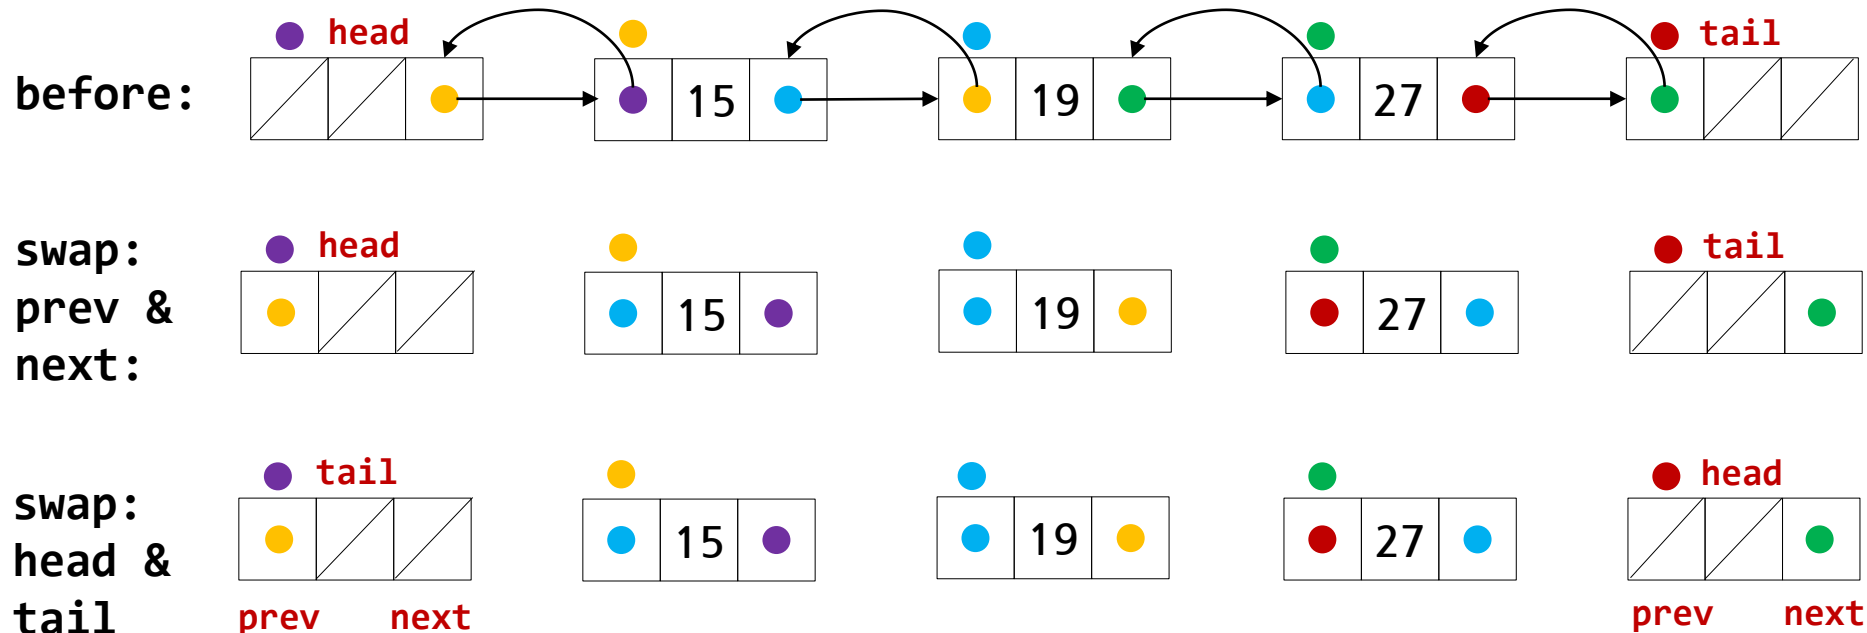 head tail
before: 15 19 27
swap: head tail
prev & 15 19 27
next:
tail head
swap:
head & 15 19 27
tail prev next prev next